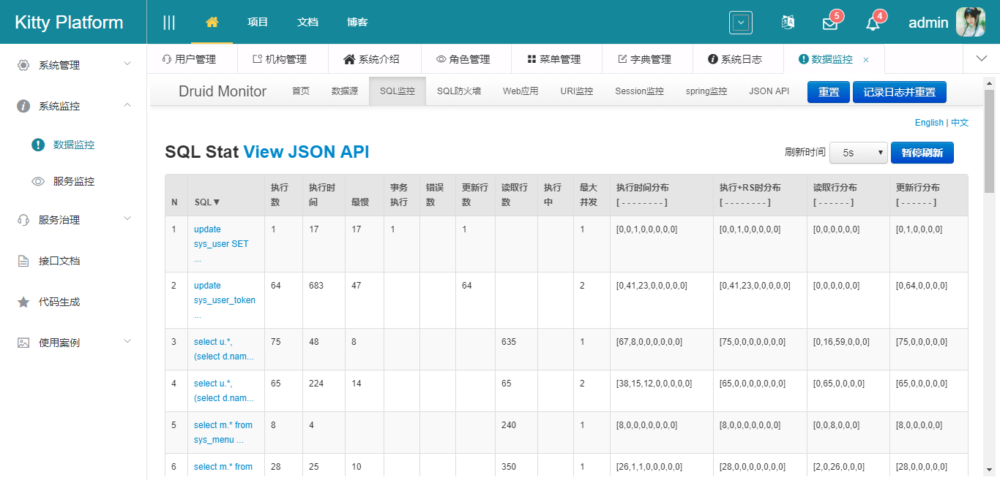 Kitty Platform
项目
文档
博客
5
4
admin
系统管理
系统监控
数据监控
服务监控
服务治理
接口文档
代码生成
使用案例
用户管理
机构管理
系统介绍
角色管理
菜单管理
字典管理
系统日志
数据监控
Druid Monitor
首页
数据源
SQL监控
SQL防火墙
Web应用
URI监控
Session监控
spring监控
JSON API
重置
记录日志并重置
English | 中文
SQL Stat View JSON API
刷新时间
5s
暂停刷新
N SQL▼ 执行数 执行时间 最慢 事务执行 错误数 更新行数 读取行数 执行中 最大并发 执行时间分布 [ - - - - - - - - ] 执行+RS时分布 [ - - - - - - - - ] 读取行分布 [ - - - - - - ] 更新行分布 [ - - - - - - ]
1 update sys_user SET ... 1 17 17 1 1 1 [0,0,1,0,0,0,0,0] [0,0,1,0,0,0,0,0] [0,0,0,0,0,0] [0,1,0,0,0,0]
2 update sys_user_token ... 64 683 47 64 2 [0,41,23,0,0,0,0,0] [0,41,23,0,0,0,0,0] [0,0,0,0,0,0] [0,64,0,0,0,0]
3 select u.*, (select d.nam... 75 48 8 635 1 [67,8,0,0,0,0,0,0] [75,0,0,0,0,0,0,0] [0,16,59,0,0,0] [75,0,0,0,0,0]
4 select u.*, (select d.nam... 65 224 14 65 2 [38,15,12,0,0,0,0,0] [65,0,0,0,0,0,0,0] [0,65,0,0,0,0] [65,0,0,0,0,0]
5 select m.* from sys_menu ... 8 4 240 1 [8,0,0,0,0,0,0,0] [8,0,0,0,0,0,0,0] [0,0,8,0,0,0] [8,0,0,0,0,0]
6 select m.* from 28 25 10 350 1 [26,1,1,0,0,0,0,0] [28,0,0,0,0,0,0,0] [2,0,26,0,0,0] [28,0,0,0,0,0]